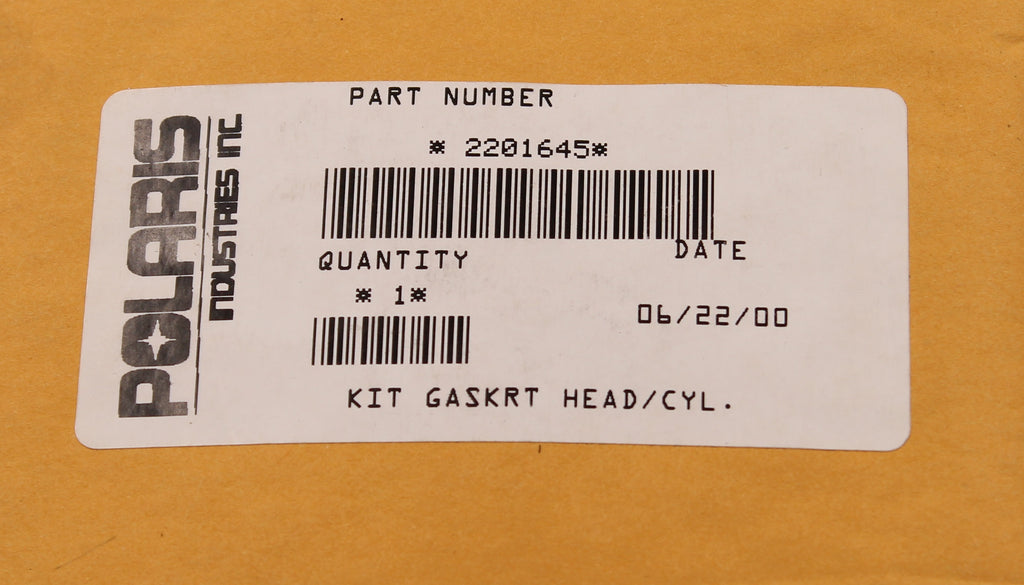 POLARIS
INDUSTRIES INC
PART NUMBER
* 2201645*
QUANTITY
DATE
* 1*
06/22/00
KIT GASKRT HEAD/CYL.